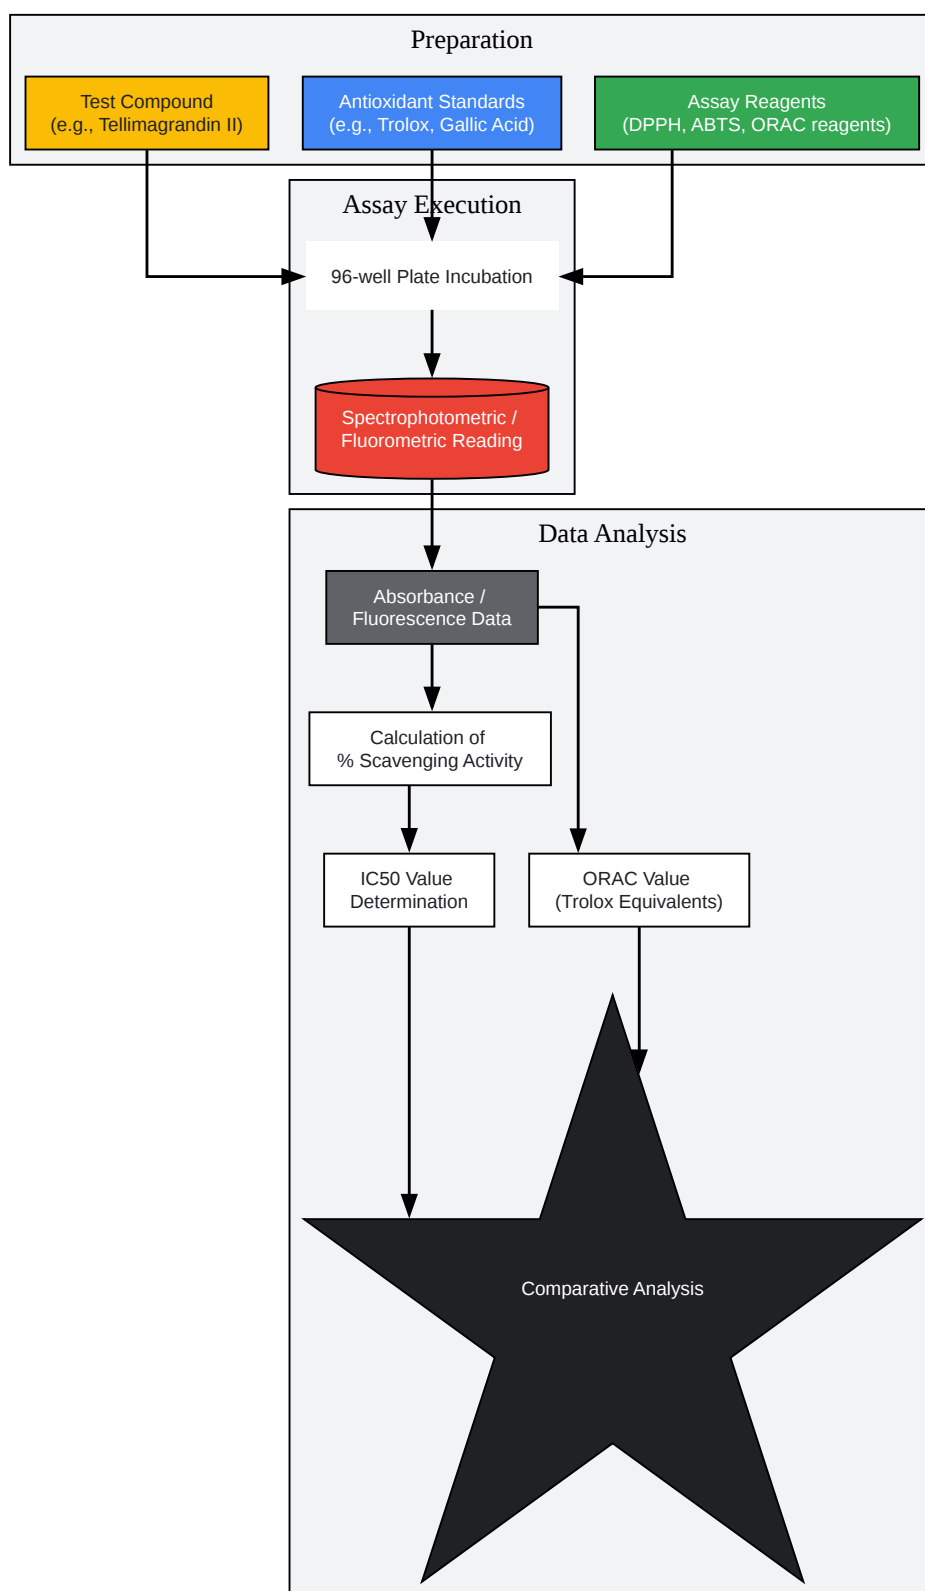 Preparation
Test Compound
(e.g., Tellimagrandin II)
Antioxidant Standards
(e.g., Trolox, Gallic Acid)
Assay Reagents
(DPPH, ABTS, ORAC reagents)
Assay Execution
96-well Plate Incubation
Spectrophotometric /
Fluorometric Reading
Data Analysis
Absorbance /
Fluorescence Data
Calculation of
% Scavenging Activity
IC50 Value
Determination
ORAC Value
(Trolox Equivalents)
Comparative Analysis